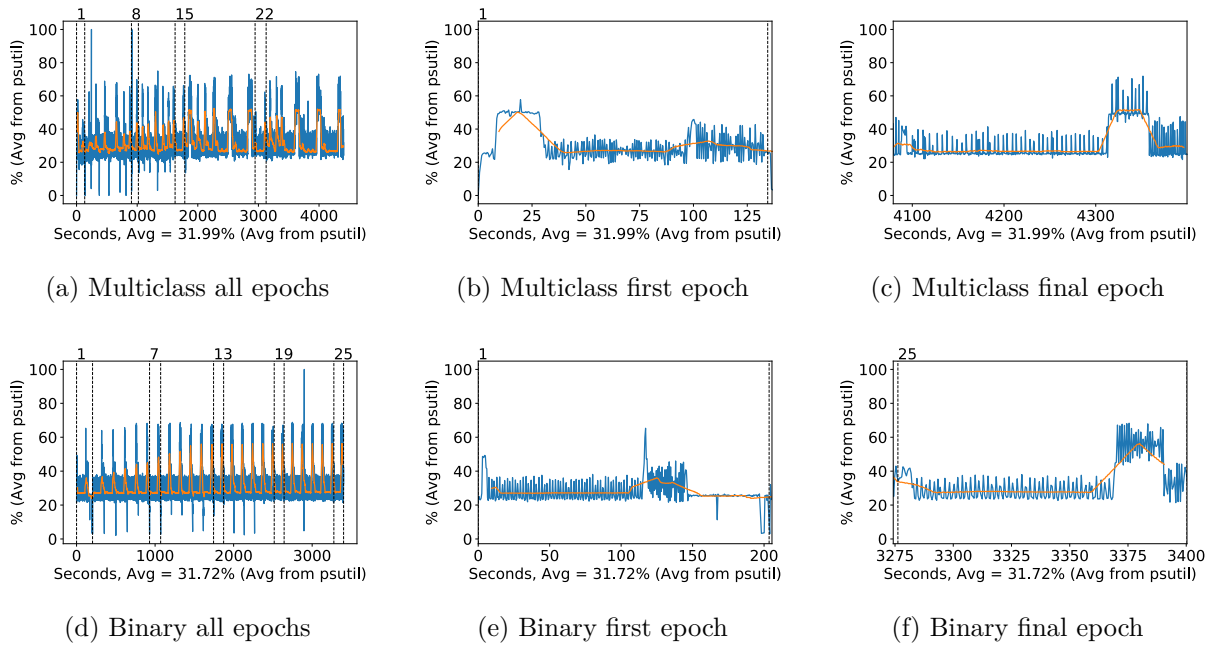 1 8 15 22
100
80
60
40
20
0
% (Avg from psutil)
0 1000 2000 3000 4000
Seconds, Avg = 31.99% (Avg from psutil)
(a) Multiclass all epochs
1
100
80
60
40
20
0
% (Avg from psutil)
0 25 50 75 100 125
Seconds, Avg = 31.99% (Avg from psutil)
(b) Multiclass first epoch
100
80
60
40
20
0
% (Avg from psutil)
4100 4200 4300
Seconds, Avg = 31.99% (Avg from psutil)
(c) Multiclass final epoch
1 7 13 19 25
100
80
60
40
20
0
% (Avg from psutil)
0 1000 2000 3000
Seconds, Avg = 31.72% (Avg from psutil)
(d) Binary all epochs
1
100
80
60
40
20
0
% (Avg from psutil)
0 50 100 150 200
Seconds, Avg = 31.72% (Avg from psutil)
(e) Binary first epoch
25
100
80
60
40
20
0
% (Avg from psutil)
3275 3300 3325 3350 3375 3400
Seconds, Avg = 31.72% (Avg from psutil)
(f) Binary final epoch